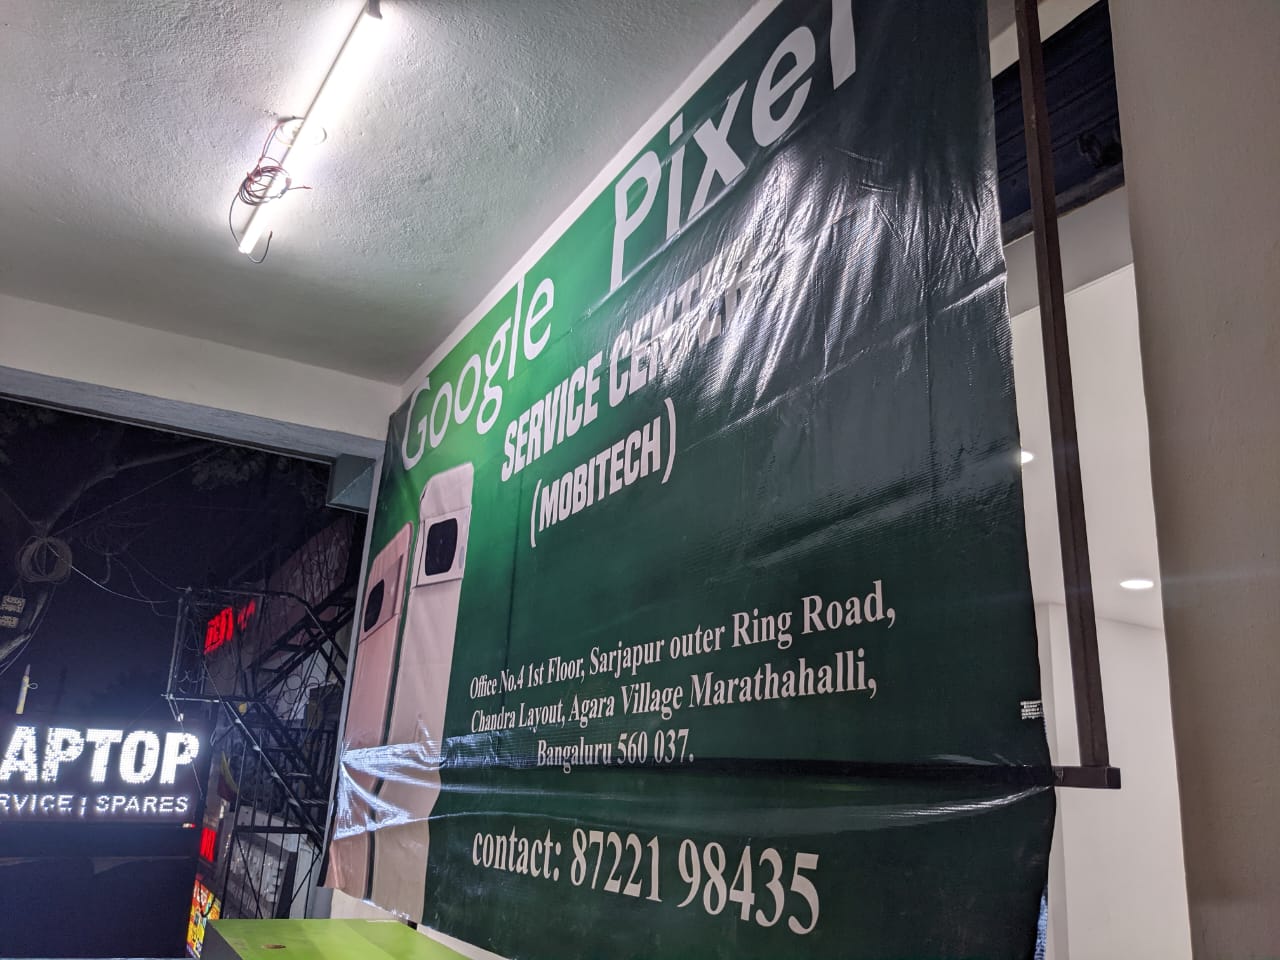 Google Pixel
SERVICE CENTER
(MOBITECH)
Office No.4 1st Floor, Sarjapur outer Ring Road,
Chandra Layout, Agara Village Marathahalli,
Bangaluru 560 037.
contact: 87221 98435
APTOP
RVICE | SPARES